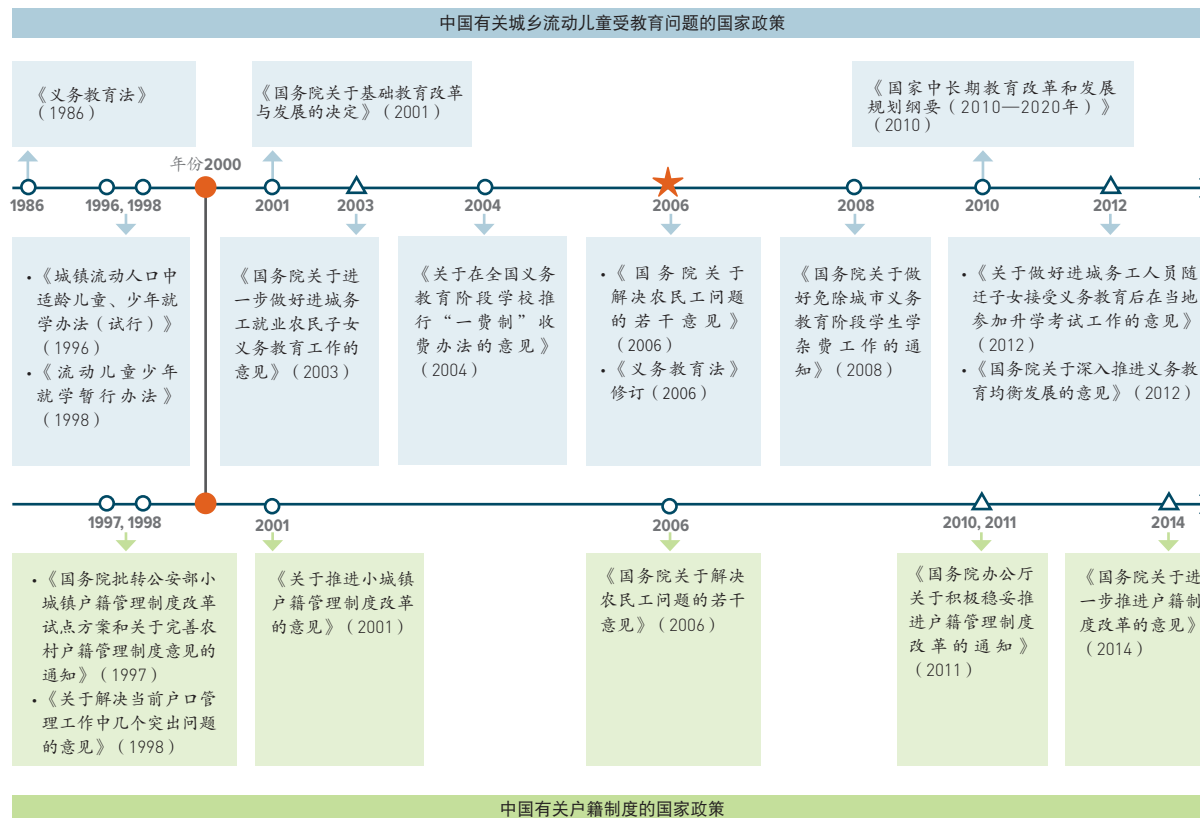 中国有关城乡流动儿童受教育问题的国家政策
《义务教育法》
(1986)
《国务院关于基础教育改革
与发展的决定》(2001)
《国家中长期教育改革和发展
规划纲要(2010—2020年)》
(2010)
年份2000
1986
1996, 1998
2001
2003
2004
2006
2008
2010
2012
·《城镇流动人口中
适龄儿童、少年就
学办法(试行)》
(1996)
·《流动儿童少年
就学暂行办法》
(1998)
《国务院关于进
一步做好进城务
工就业农民子女
义务教育工作的
意见》(2003)
《关于在全国义务
教育阶段学校推
行“一费制”收
费办法的意见》
(2004)
·《国务院关于
解决农民工问题
的若干意见》
(2006)
·《义务教育法》
修订(2006)
《国务院关于做
好免除城市义务
教育阶段学生学
杂费工作的通
知》(2008)
·《关于做好进城务工人员随
迁子女接受义务教育后在当地
参加升学考试工作的意见》
(2012)
·《国务院关于深入推进义务教
育均衡发展的意见》(2012)
1997, 1998
2001
2006
2010, 2011
2014
·《国务院批转公安部小
城镇户籍管理制度改革
试点方案和关于完善农
村户籍管理制度意见的
通知》(1997)
·《关于解决当前户口管
理工作中几个突出问题
的意见》(1998)
《关于推进小城镇
户籍管理制度改革
的意见》(2001)
《国务院关于解决
农民工问题的若干
意见》(2006)
《国务院办公厅
关于积极稳妥推
进户籍管理制度
改革的通知》
(2011)
《国务院关于进
一步推进户籍制
度改革的意见》
(2014)
中国有关户籍制度的国家政策